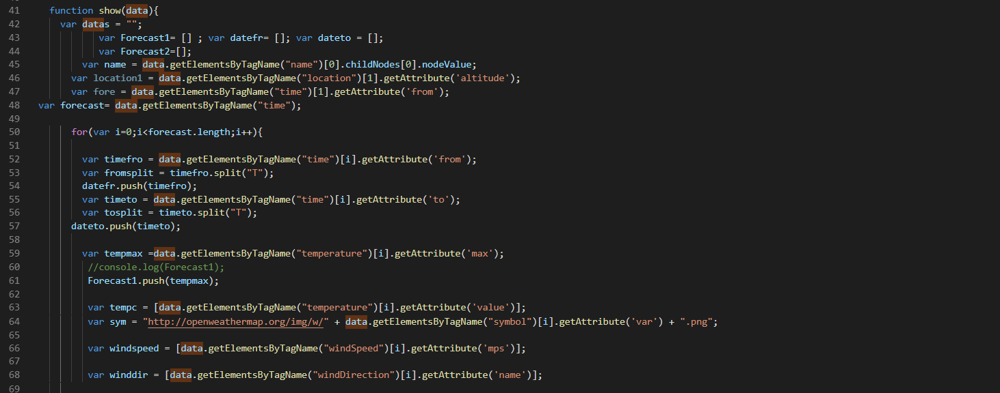 41 function show(data){
42 var datas = "";
43 var Forecast1= [] ; var datefr= []; var dateto = [];
44 var Forecast2=[];
45 var name = data.getElementsByTagName("name")[0].childNodes[0].nodeValue;
46 var location1 = data.getElementsByTagName("location")[1].getAttribute('altitude');
47 var fore = data.getElementsByTagName("time")[1].getAttribute('from');
48 var forecast= data.getElementsByTagName("time");
49
50 for(var i=0;i<forecast.length;i++){
51
52 var timefro = data.getElementsByTagName("time")[i].getAttribute('from');
53 var fromsplit = timefro.split("T");
54 datefr.push(timefro);
55 var timeto = data.getElementsByTagName("time")[i].getAttribute('to');
56 var tosplit = timeto.split("T");
57 dateto.push(timeto);
58
59 var tempmax =data.getElementsByTagName("temperature")[i].getAttribute('max');
60 //console.log(Forecast1);
61 Forecast1.push(tempmax);
62
63 var tempc = [data.getElementsByTagName("temperature")[i].getAttribute('value')];
64 var sym = "http://openweathermap.org/img/w/" + data.getElementsByTagName("symbol")[i].getAttribute('var') + ".png";
65
66 var windspeed = [data.getElementsByTagName("windSpeed")[i].getAttribute('mps')];
67
68 var winddir = [data.getElementsByTagName("windDirection")[i].getAttribute('name')];
69